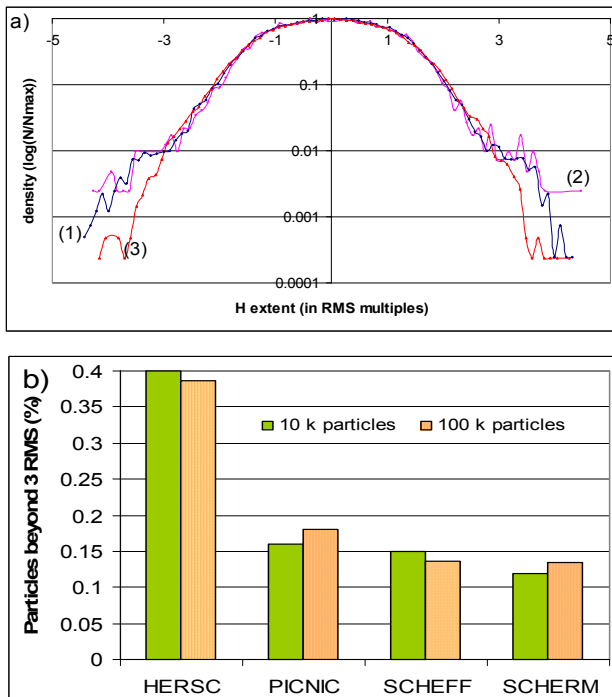 a)
1
-5
-3
-1
1
3
5
0.1
0.01
0.001
0.0001
density (log(N/Nmax))
(1)
(2)
(3)
H extent (in RMS multiples)
b)
Particles beyond 3 RMS (%)
0.4
0.35
0.3
0.25
0.2
0.15
0.1
0.05
0
10 k particles
100 k particles
HERSC
PICNIC
SCHEFF
SCHERM